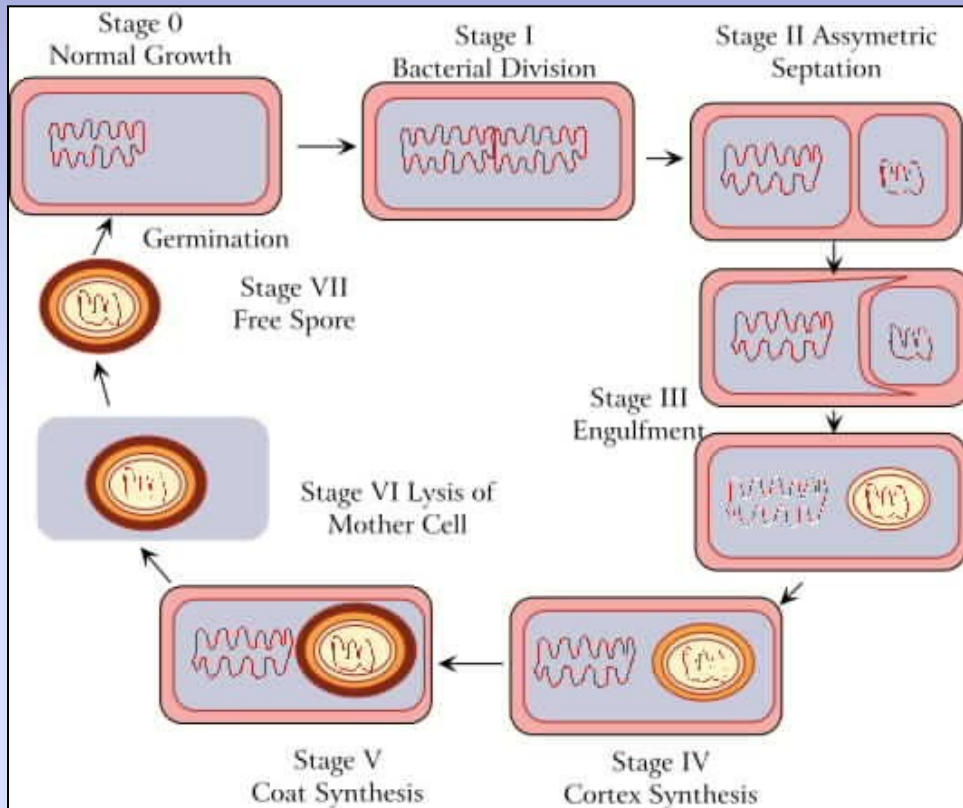 Stage 0
Normal Growth
Stage I
Bacterial Division
Stage II Assymetric
Septation
Germination
Stage VII
Free Spore
Stage III
Engulfment
Stage VI Lysis of
Mother Cell
Stage V
Coat Synthesis
Stage IV
Cortex Synthesis